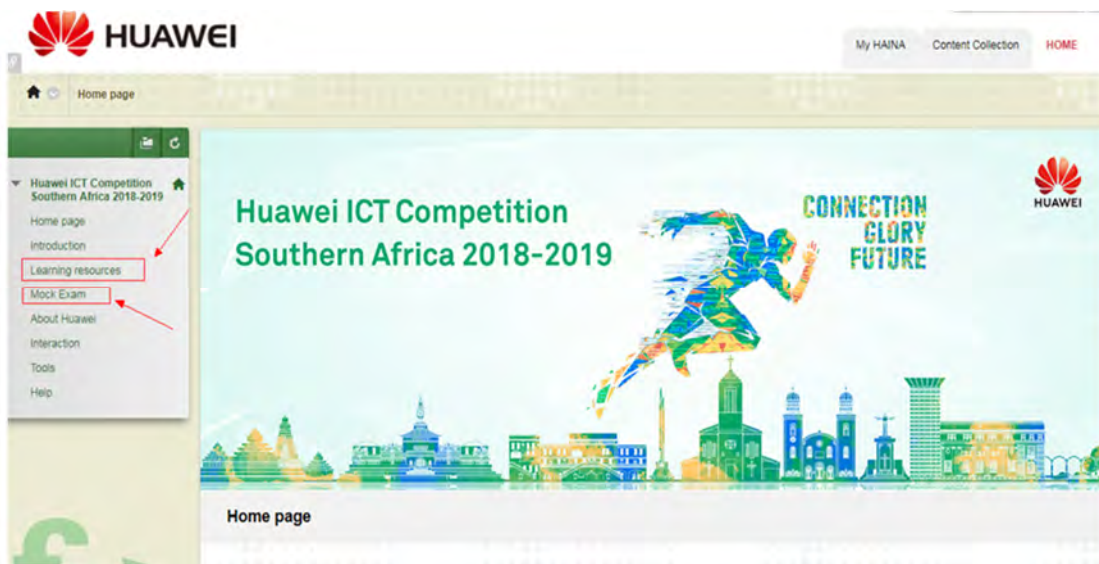 HUAWEI
My HAINA Content Collection HOME
Home page
Huawei ICT Competition
Southern Africa 2018-2019
Home page
Introduction
Learning resources
Mock Exam
About Huawei
Interaction
Tools
Help
Huawei ICT Competition
Southern Africa 2018-2019
CONNECTION
GLORY
FUTURE
HUAWEI
Home page